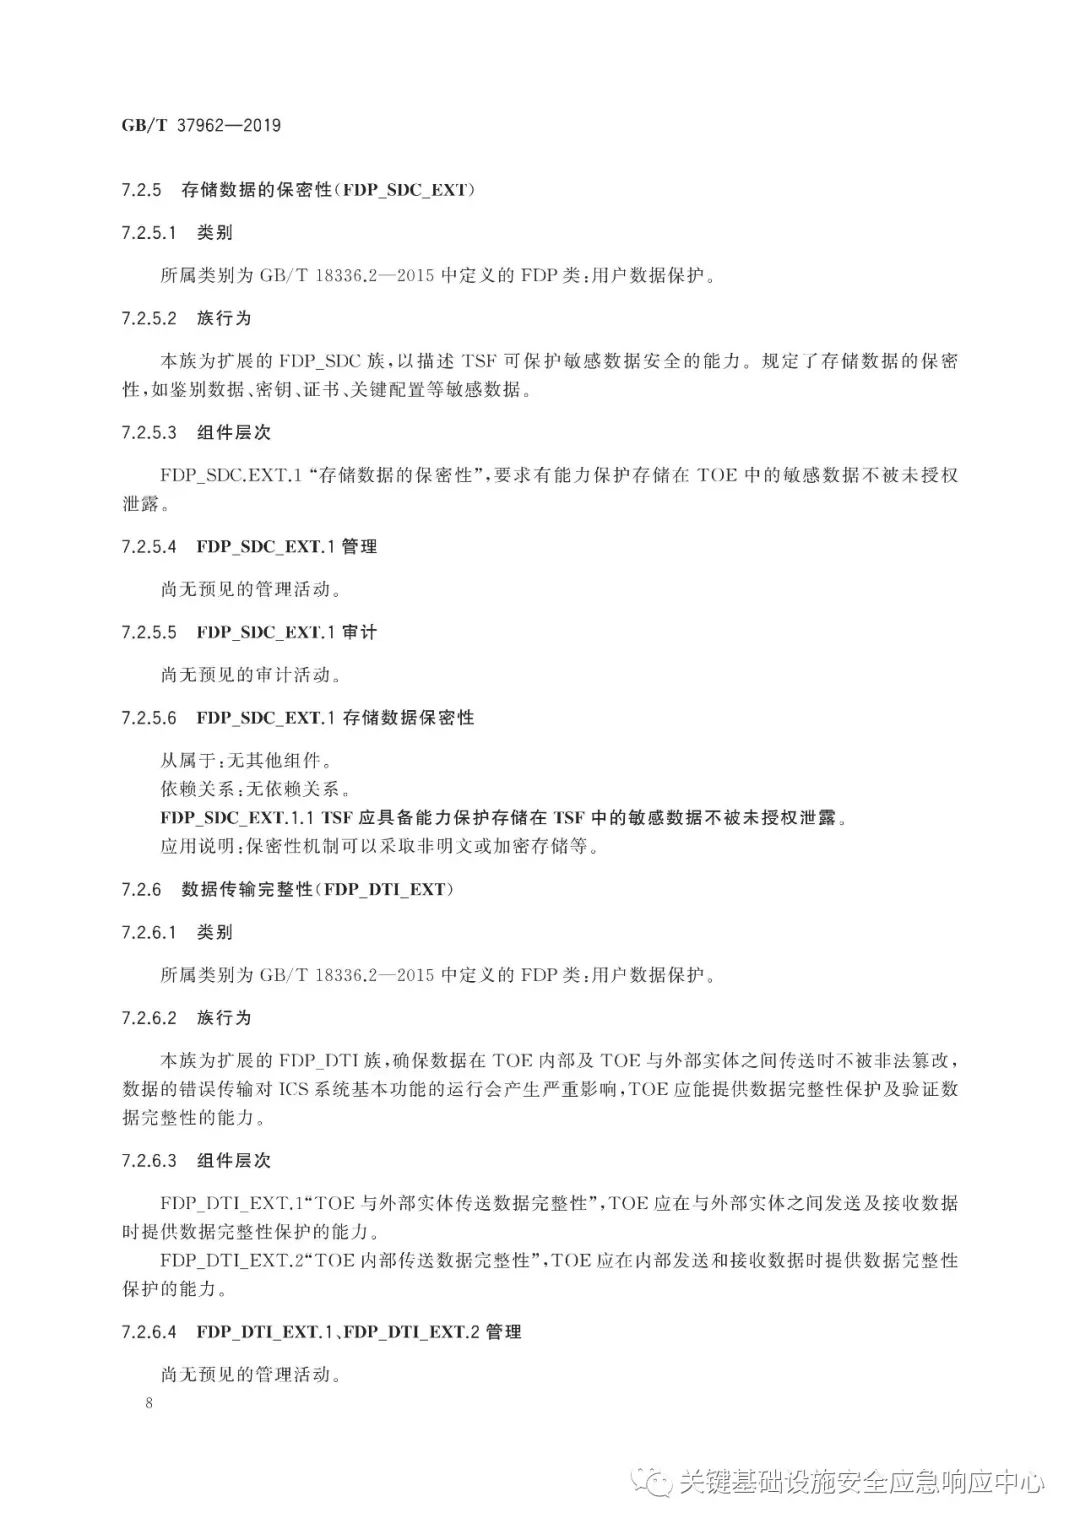 GB/T 37962—2019
7.2.5 存储数据的保密性(FDP_SDC_EXT)
7.2.5.1 类别
所属类别为 GB/T 18336.2—2015 中定义的 FDP 类:用户数据保护。
7.2.5.2 族行为
本族为扩展的 FDP_SDC 族,以描述 TSF 可保护敏感数据安全的能力。规定了存储数据的保密
性,如鉴别数据、密钥、证书、关键配置等敏感数据。
7.2.5.3 组件层次
FDP_SDC.EXT.1 “存储数据的保密性”,要求有能力保护存储在 TOE 中的敏感数据不被未授权
泄露。
7.2.5.4 FDP_SDC_EXT.1 管理
尚无预见的管理活动。
7.2.5.5 FDP_SDC_EXT.1 审计
尚无预见的审计活动。
7.2.5.6 FDP_SDC_EXT.1 存储数据保密性
从属于:无其他组件。
依赖关系:无依赖关系。
FDP_SDC_EXT.1.1 TSF 应具备能力保护存储在 TSF 中的敏感数据不被未授权泄露。
应用说明:保密性机制可以采取非明文或加密存储等。
7.2.6 数据传输完整性(FDP_DTI_EXT)
7.2.6.1 类别
所属类别为 GB/T 18336.2—2015 中定义的 FDP 类:用户数据保护。
7.2.6.2 族行为
本族为扩展的 FDP_DTI 族,确保数据在 TOE 内部及 TOE 与外部实体之间传送时不被非法篡改,
数据的错误传输对 ICS 系统基本功能的运行会产生严重影响,TOE 应能提供数据完整性保护及验证数
据完整性的能力。
7.2.6.3 组件层次
FDP_DTI_EXT.1“TOE 与外部实体传送数据完整性”,TOE 应在与外部实体之间发送及接收数据
时提供数据完整性保护的能力。
FDP_DTI_EXT.2“TOE 内部传送数据完整性”,TOE 应在内部发送和接收数据时提供数据完整性
保护的能力。
7.2.6.4 FDP_DTI_EXT.1、FDP_DTI_EXT.2 管理
尚无预见的管理活动。
8
关键基础设施安全应急响应中心